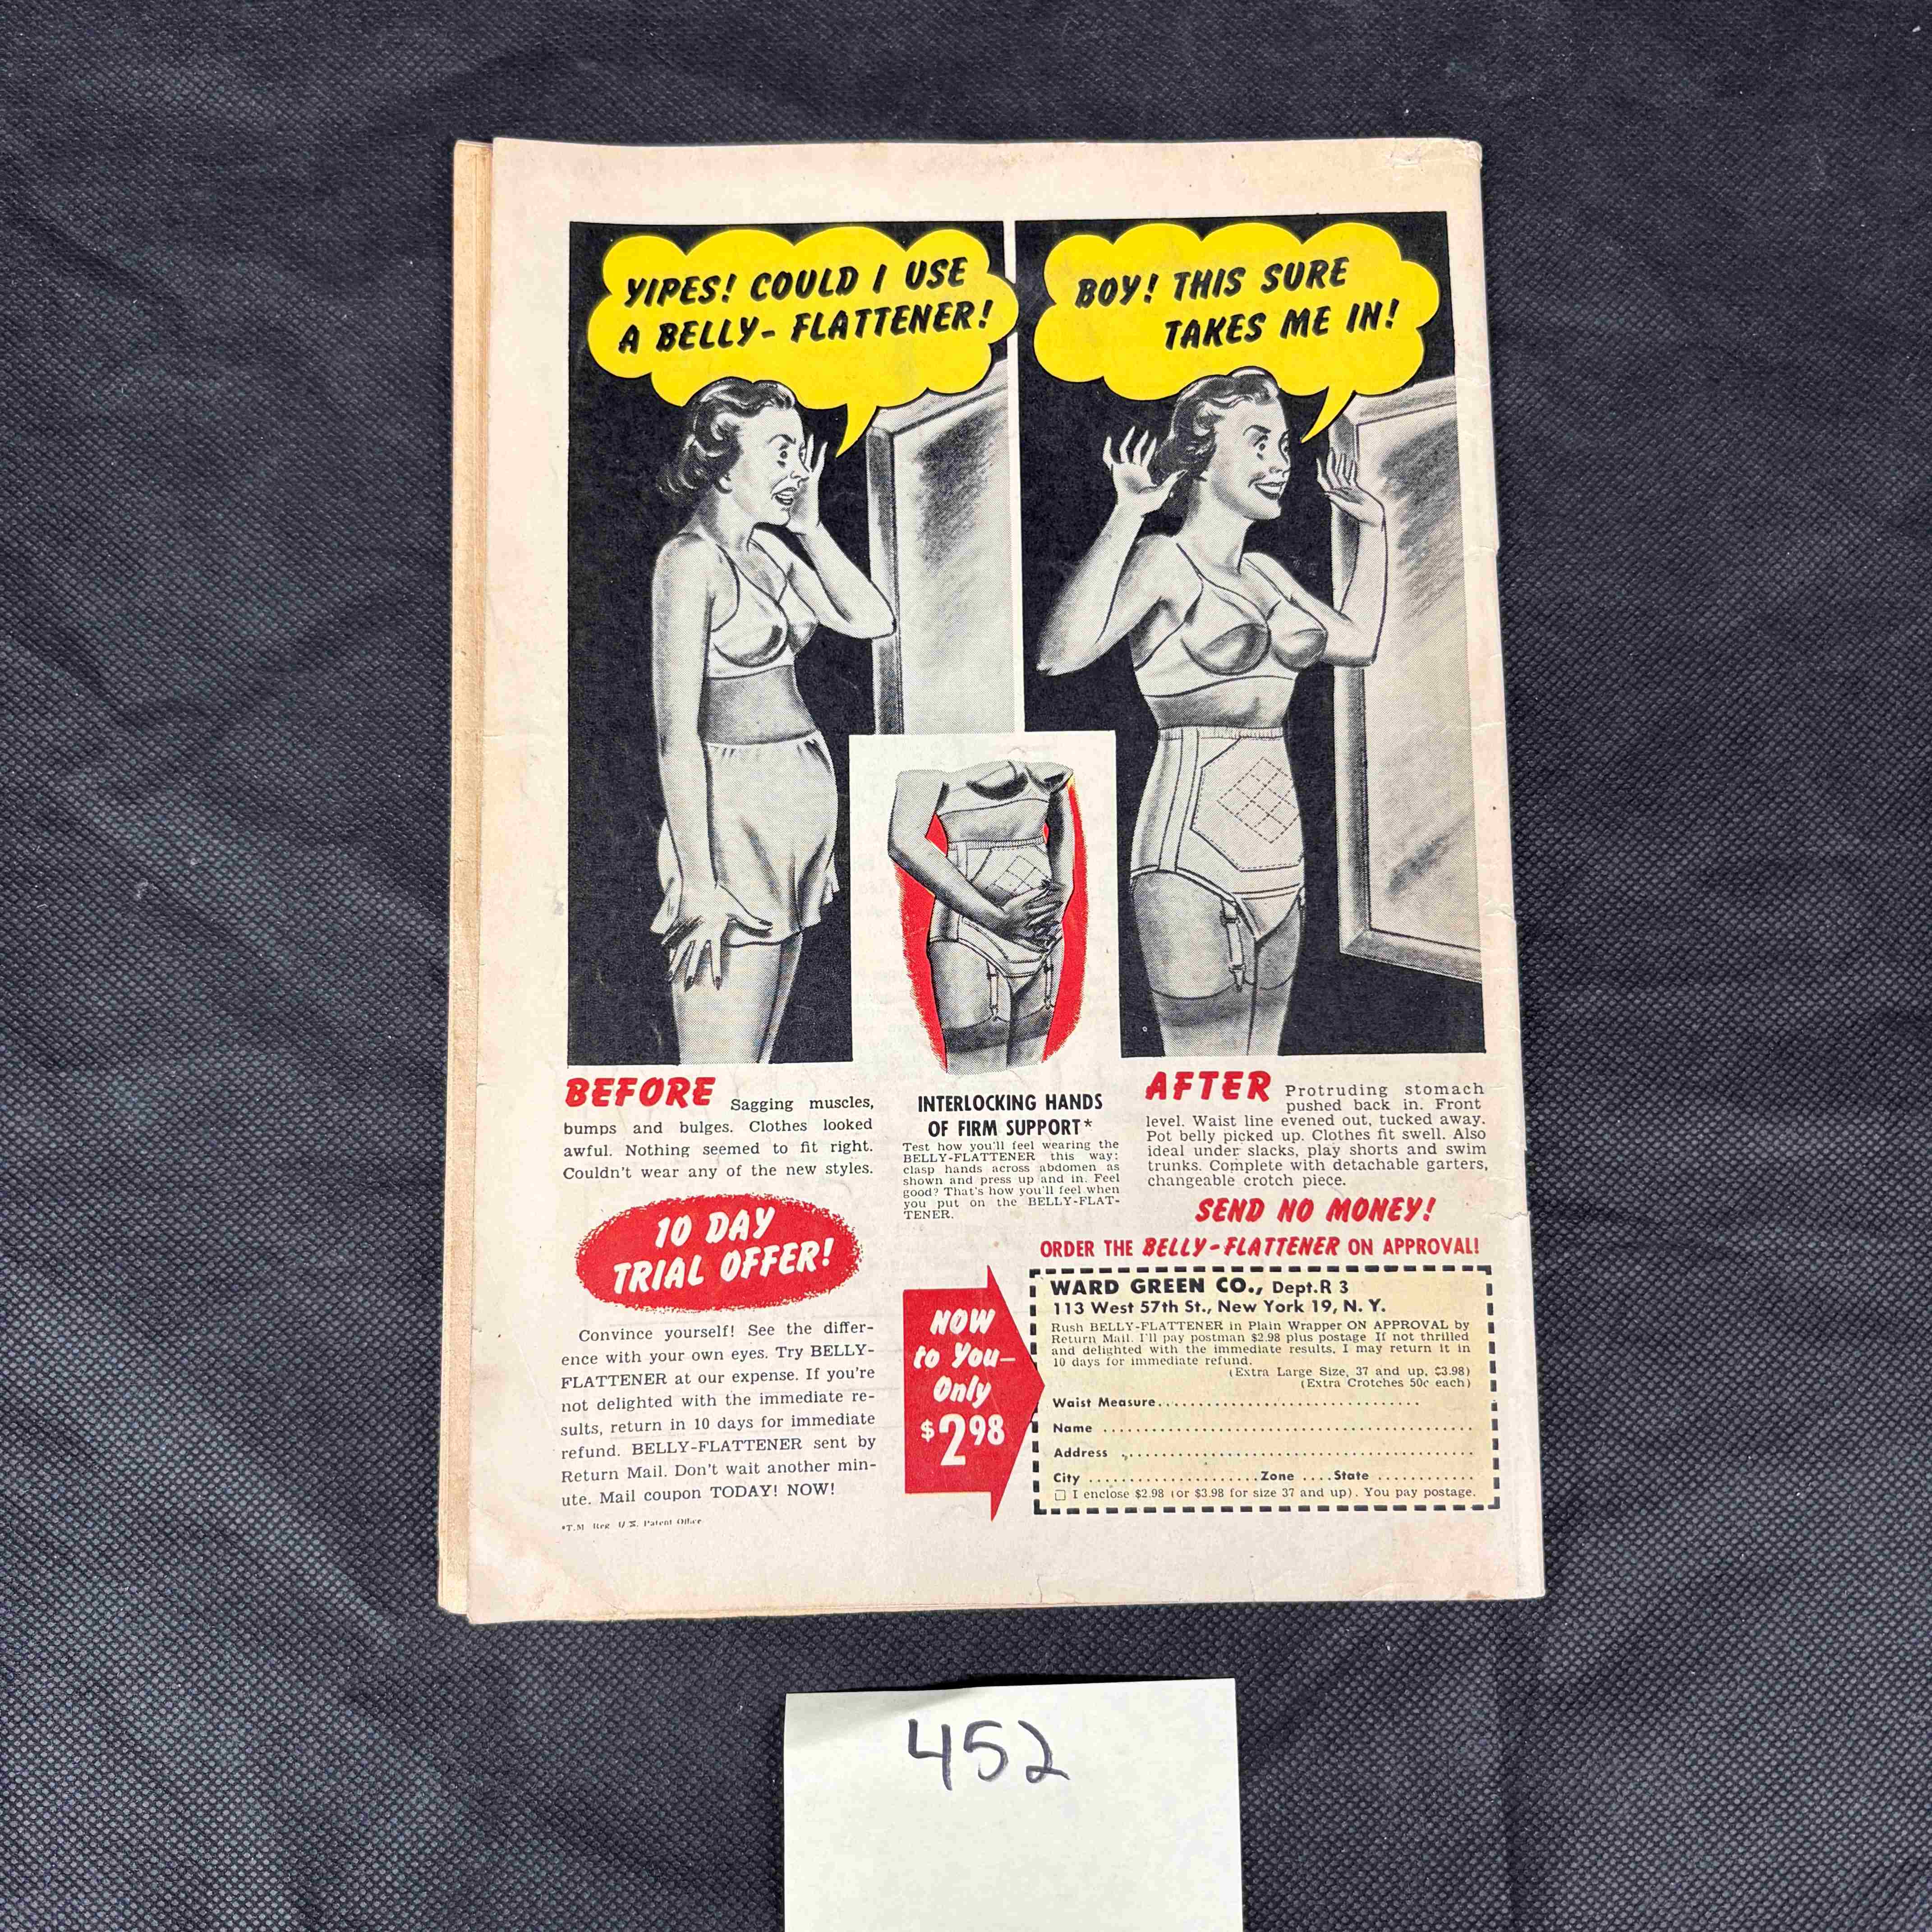 YIPES! COULD I USE
A BELLY- FLATTENER!
BOY! THIS SURE
TAKES ME IN!
BEFORE Sagging muscles,
bumps and bulges. Clothes looked
awful. Nothing seemed to fit right.
Couldn't wear any of the new styles.
INTERLOCKING HANDS
OF FIRM SUPPORT*
Test how you'll feel wearing the
BELLY-FLATTENER this way:
clasp hands across abdomen as
shown and press up and in. Feel
good? That's how you'll feel when
you put on the BELLY-FLAT-
TENER.
AFTER Protruding stomach
pushed back in. Front
level. Waist line evened out, tucked away.
Pot belly picked up. Clothes fit swell. Also
ideal under slacks, play shorts and swim
trunks. Complete with detachable garters,
changeable crotch piece.
10 DAY
TRIAL OFFER!
Convince yourself! See the differ-
ence with your own eyes. Try BELLY-
FLATTENER at our expense. If you're
not delighted with the immediate re-
sults, return in 10 days for immediate
refund. BELLY-FLATTENER sent by
Return Mail. Don't wait another min-
ute. Mail coupon TODAY! NOW!
*T.M Reg U.S. Patent Office
SEND NO MONEY!
ORDER THE BELLY-FLATTENER ON APPROVAL!
NOW
to You—
Only
$2.98
WARD GREEN CO., Dept.R 3
113 West 57th St., New York 19, N. Y.
Rush BELLY-FLATTENER in Plain Wrapper ON APPROVAL by
Return Mail. I'll pay postman $2.98 plus postage If not thrilled
and delighted with the immediate results, I may return it in
10 days for immediate refund.
(Extra Large Size, 37 and up, $3.98)
(Extra Crotches 50c each)
Waist Measure................................
Name ................................................
Address .............................................
City ......................Zone ....State ............
☐ I enclose $2.98 (or $3.98 for size 37 and up). You pay postage.
452